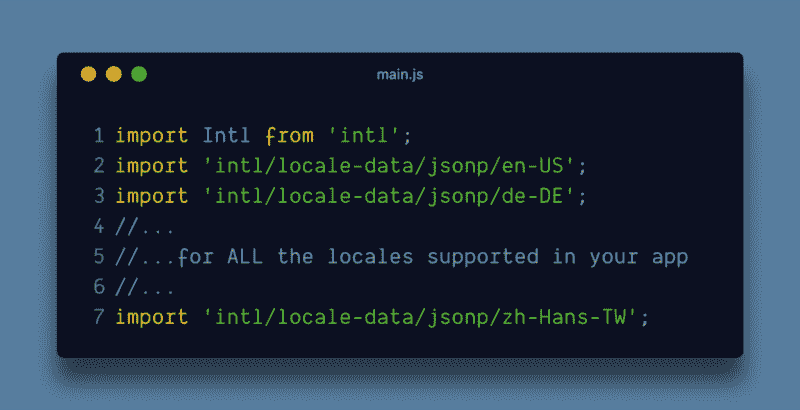 main.js
1 import Intl from 'intl';
2 import 'intl/locale-data/jsonp/en-US';
3 import 'intl/locale-data/jsonp/de-DE';
4 //...
5 //...for ALL the locales supported in your app
6 //...
7 import 'intl/locale-data/jsonp/zh-Hans-TW';